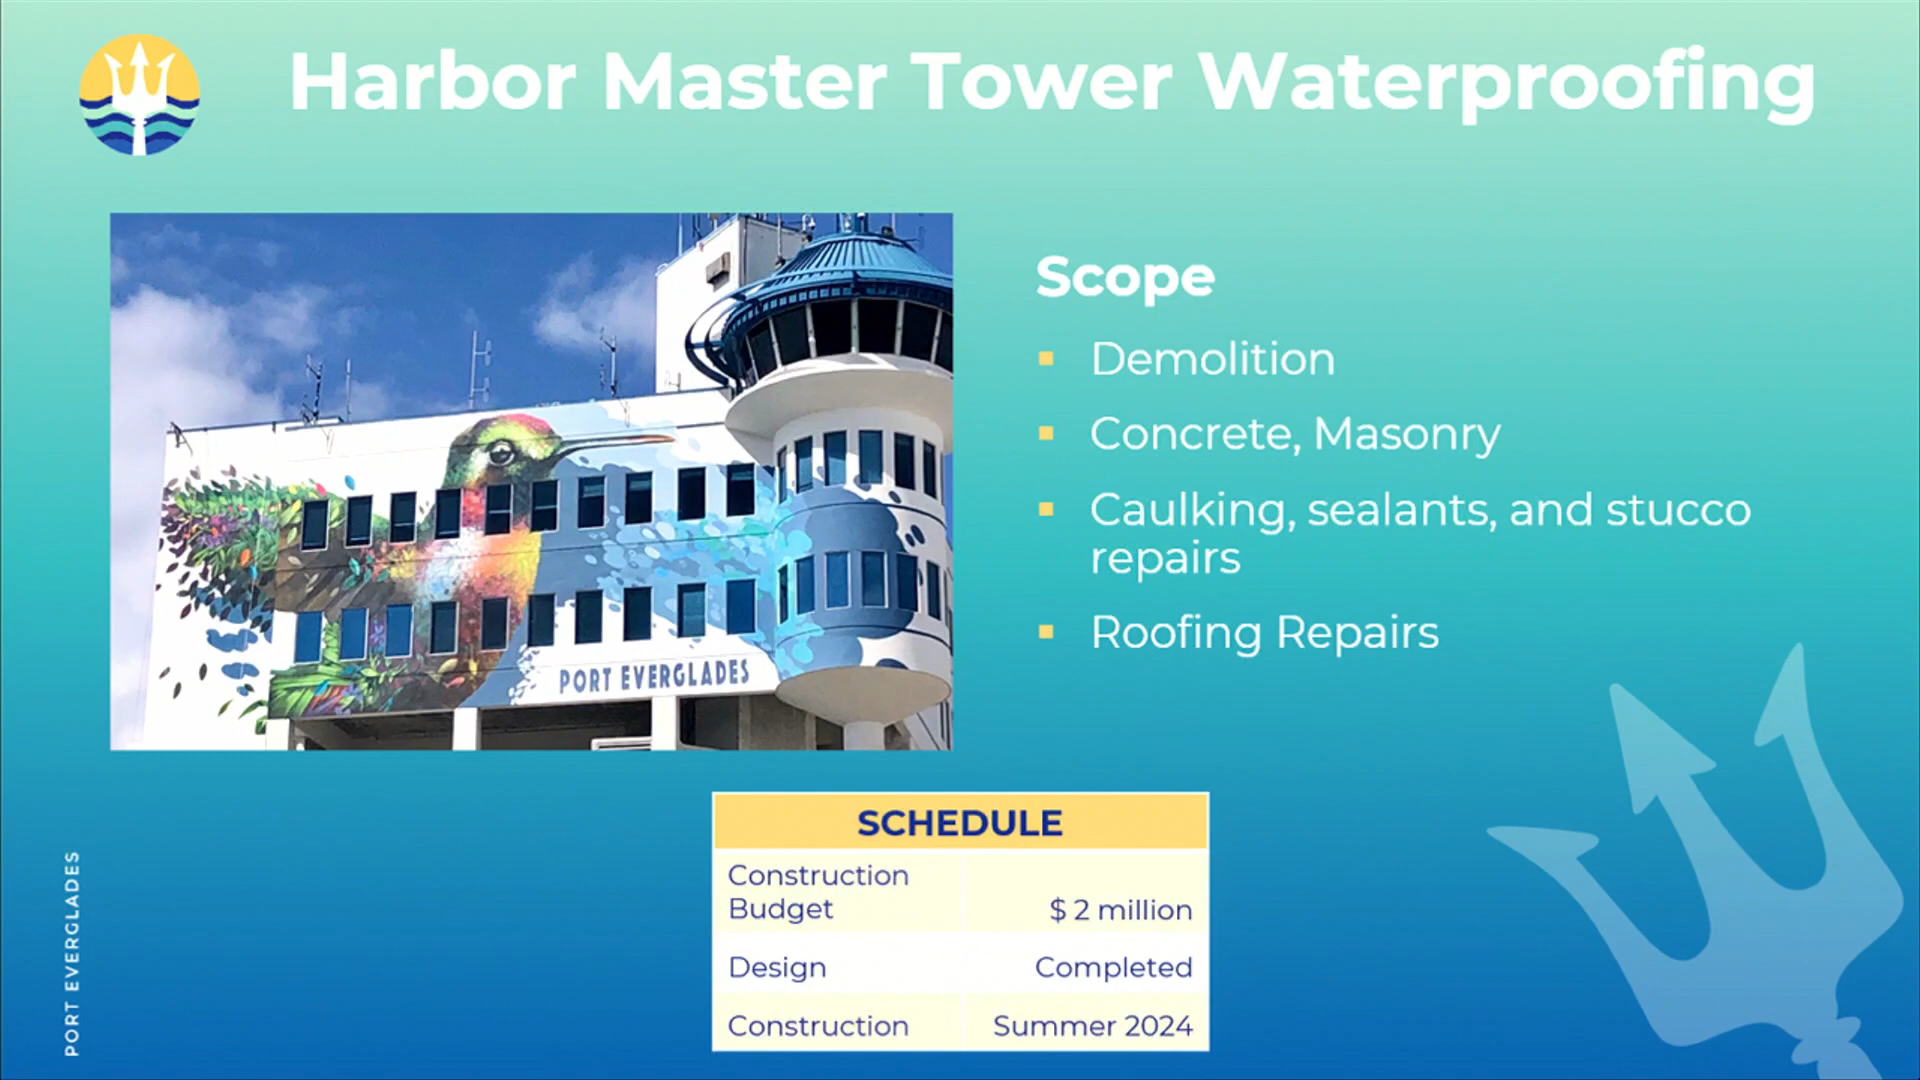 Harbor Master Tower Waterproofing
PORT EVERGLADES
Scope
Demolition
Concrete, Masonry
Caulking, sealants, and stucco
repairs
Roofing Repairs
SCHEDULE
Construction
Budget $ 2 million
Design Completed
Construction Summer 2024
PORT EVERGLADES